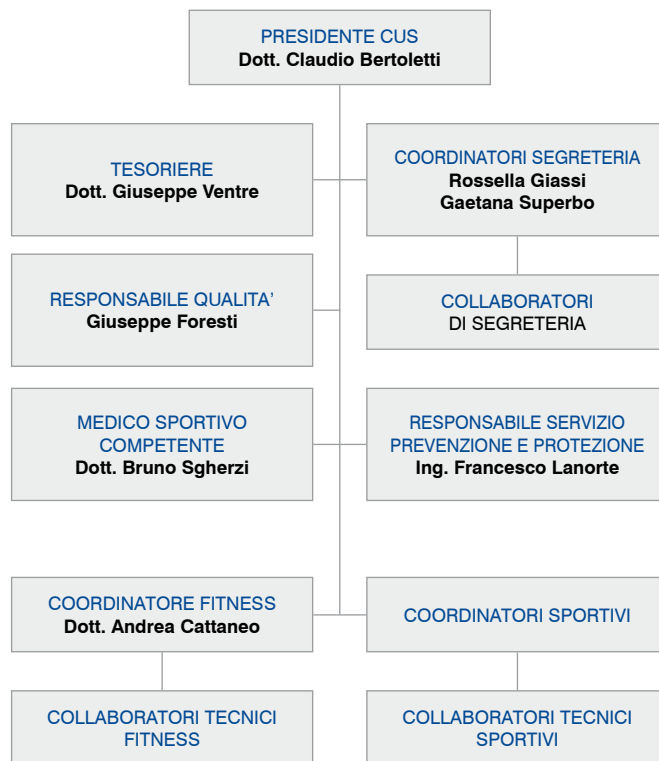 PRESIDENTE CUS
Dott. Claudio Bertoletti
TESORIERE
Dott. Giuseppe Ventre
COORDINATORI SEGRETERIA
Rossella Giassi
Gaetana Superbo
RESPONSABILE QUALITA’
Giuseppe Foresti
COLLABORATORI
DI SEGRETERIA
MEDICO SPORTIVO
COMPETENTE
Dott. Bruno Sgherzi
RESPONSABILE SERVIZIO
PREVENZIONE E PROTEZIONE
Ing. Francesco Lanorte
COORDINATORE FITNESS
Dott. Andrea Cattaneo
COORDINATORI SPORTIVI
COLLABORATORI TECNICI
FITNESS
COLLABORATORI TECNICI
SPORTIVI